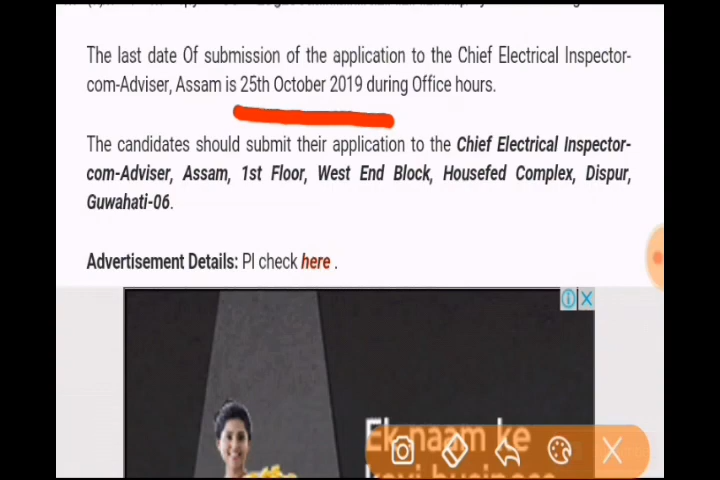 The last date Of submission of the application to the Chief Electrical Inspector-
com-Adviser, Assam is 25th October 2019 during Office hours.
The candidates should submit their application to the Chief Electrical Inspector-
com-Adviser, Assam, 1st Floor, West End Block, Housefed Complex, Dispur,
Guwahati-06.
Advertisement Details: Pl check here .
Ek naam ke
kayi business